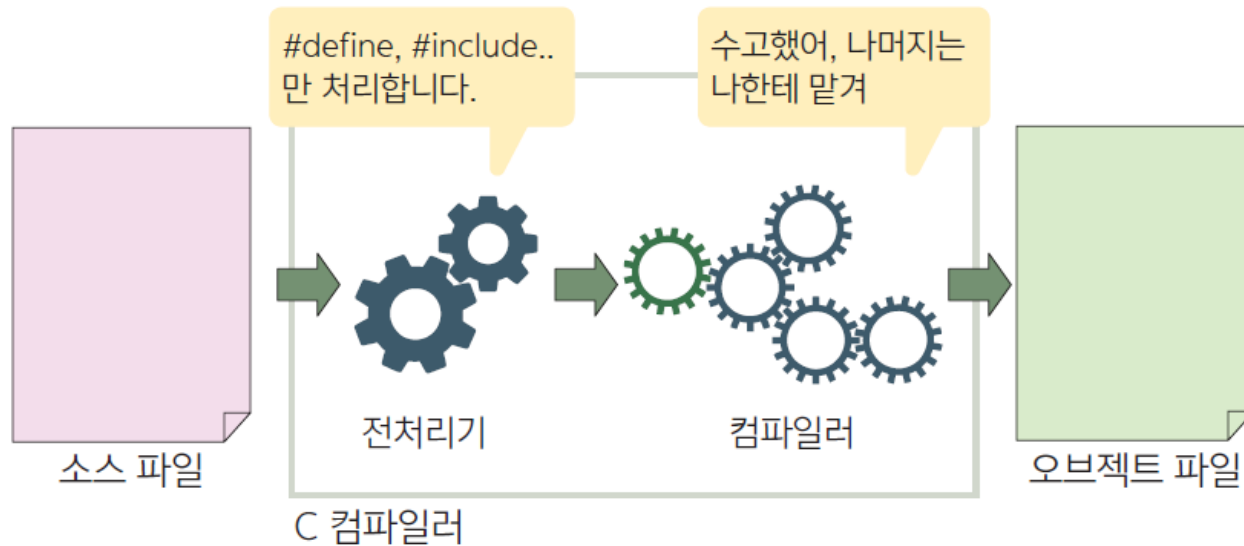 #define, #include..
만 처리합니다.
수고했어, 나머지는
나한테 맡겨
전처리기
컴파일러
소스 파일
오브젝트 파일
C 컴파일러